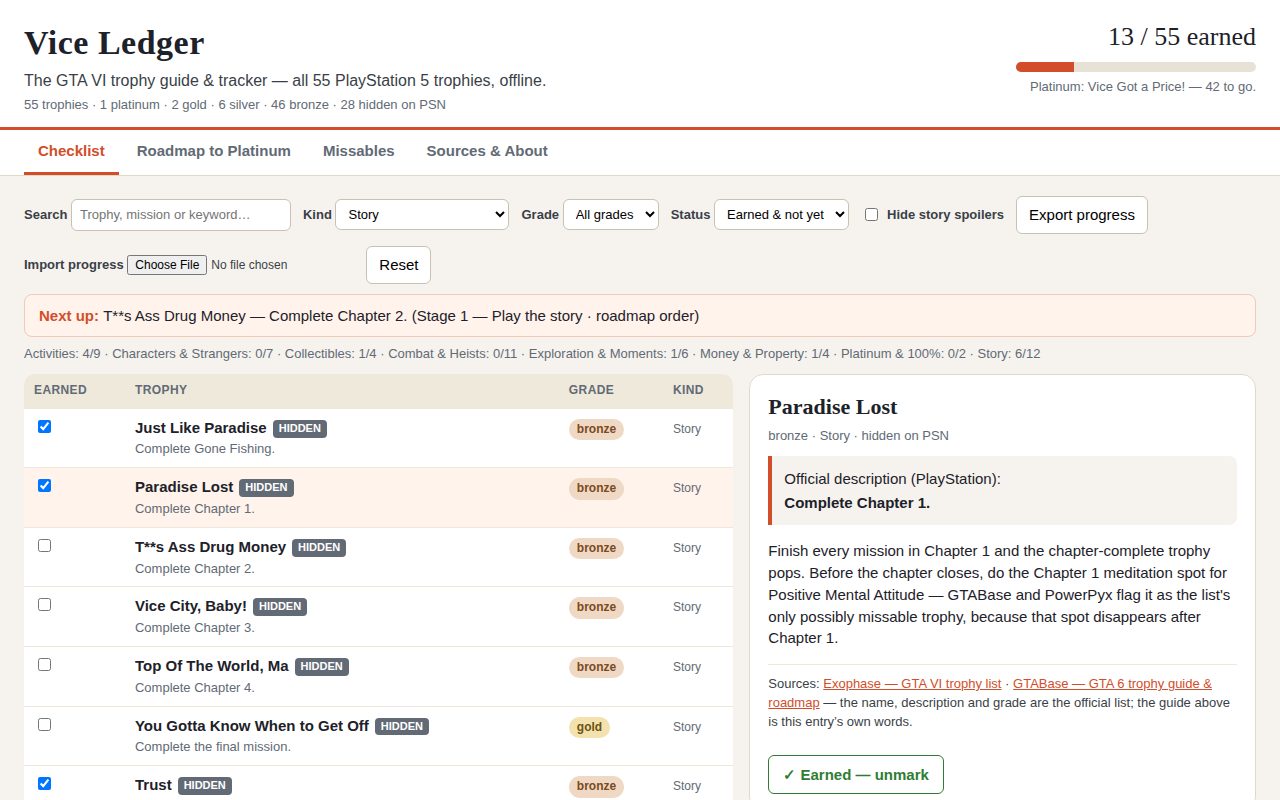 Vice Ledger
The GTA VI trophy guide & tracker — all 55 PlayStation 5 trophies, offline.
55 trophies · 1 platinum · 2 gold · 6 silver · 46 bronze · 28 hidden on PSN
13 / 55 earned
Platinum: Vice Got a Price! — 42 to go.
Checklist Roadmap to Platinum Missables Sources & About
Search Trophy, mission or keyword… Kind Story Grade All grades Status Earned & not yet Hide story spoilers Export progress
Import progress Choose File No file chosen Reset
Next up: T**s Ass Drug Money — Complete Chapter 2. (Stage 1 — Play the story · roadmap order)
Activities: 4/9 · Characters & Strangers: 0/7 · Collectibles: 1/4 · Combat & Heists: 0/11 · Exploration & Moments: 1/6 · Money & Property: 1/4 · Platinum & 100%: 0/2 · Story: 6/12
EARNED TROPHY GRADE KIND
Just Like Paradise HIDDEN bronze Story
Complete Gone Fishing.
Paradise Lost HIDDEN bronze Story
Complete Chapter 1.
T**s Ass Drug Money HIDDEN bronze Story
Complete Chapter 2.
Vice City, Baby! HIDDEN bronze Story
Complete Chapter 3.
Top Of The World, Ma HIDDEN bronze Story
Complete Chapter 4.
You Gotta Know When to Get Off HIDDEN gold Story
Complete the final mission.
Trust HIDDEN bronze Story
Paradise Lost
bronze · Story · hidden on PSN
Official description (PlayStation):
Complete Chapter 1.
Finish every mission in Chapter 1 and the chapter-complete trophy
pops. Before the chapter closes, do the Chapter 1 meditation spot for
Positive Mental Attitude — GTABase and PowerPyx flag it as the list's
only possibly missable trophy, because that spot disappears after
Chapter 1.
Sources: Exophase — GTA VI trophy list · GTABase — GTA 6 trophy guide &
roadmap — the name, description and grade are the official list; the guide above
is this entry's own words.
✓ Earned — unmark